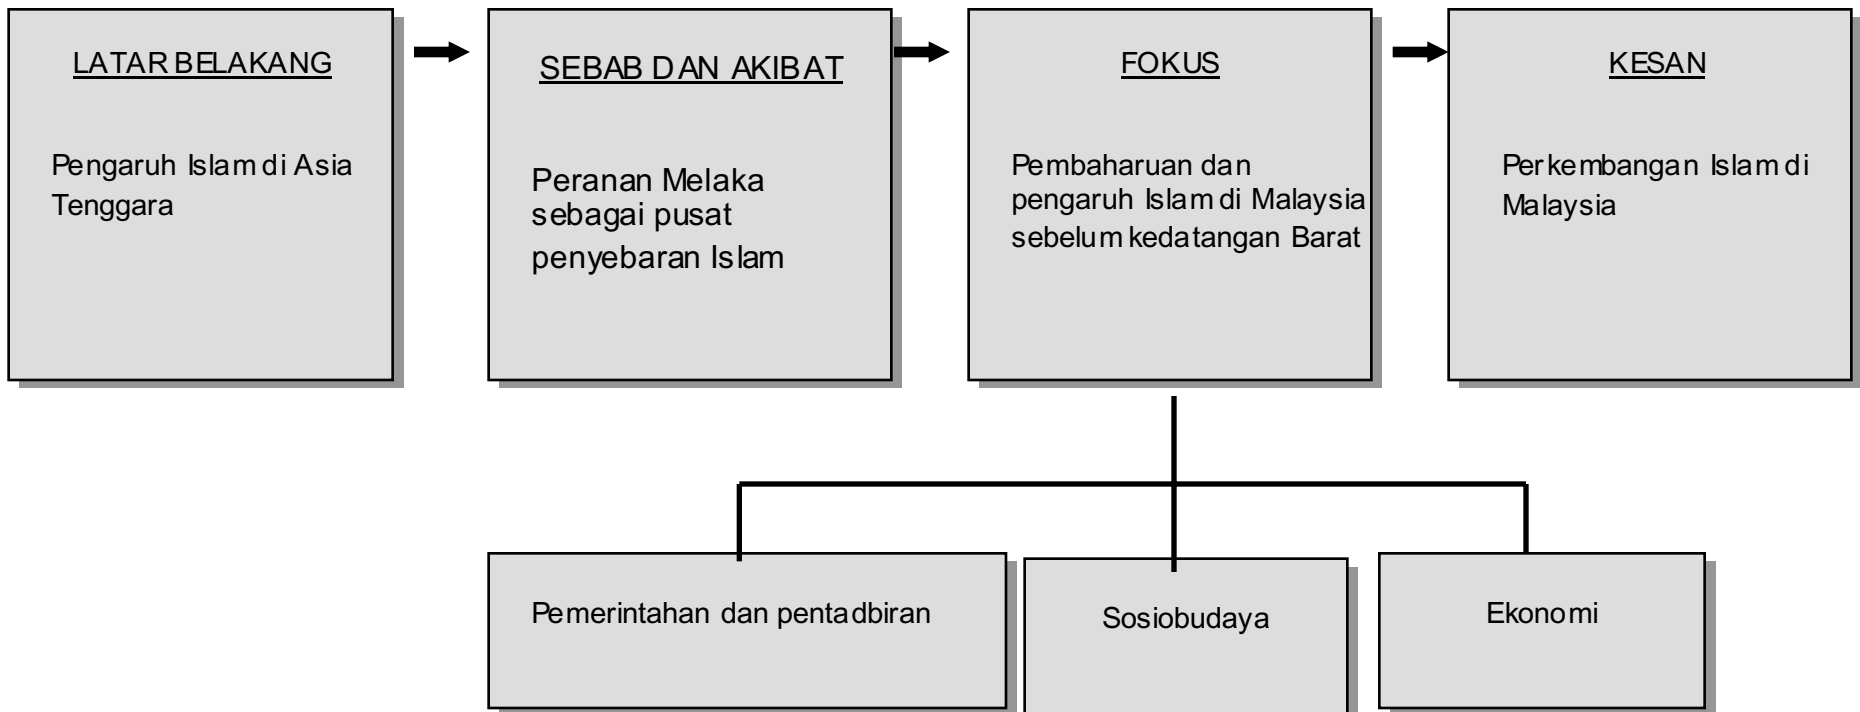 LATAR BELAKANG
Pengaruh Islam di Asia
Tenggara
SEBAB DAN AKIBAT
Peranan Melaka
sebagai pusat
penyebaran Islam
FOKUS
Pembaharuan dan
pengaruh Islam di Malaysia
sebelum kedatangan Barat
KESAN
Perkembangan Islam di
Malaysia
Pemerintahan dan pentadbiran
Sosiobudaya
Ekonomi